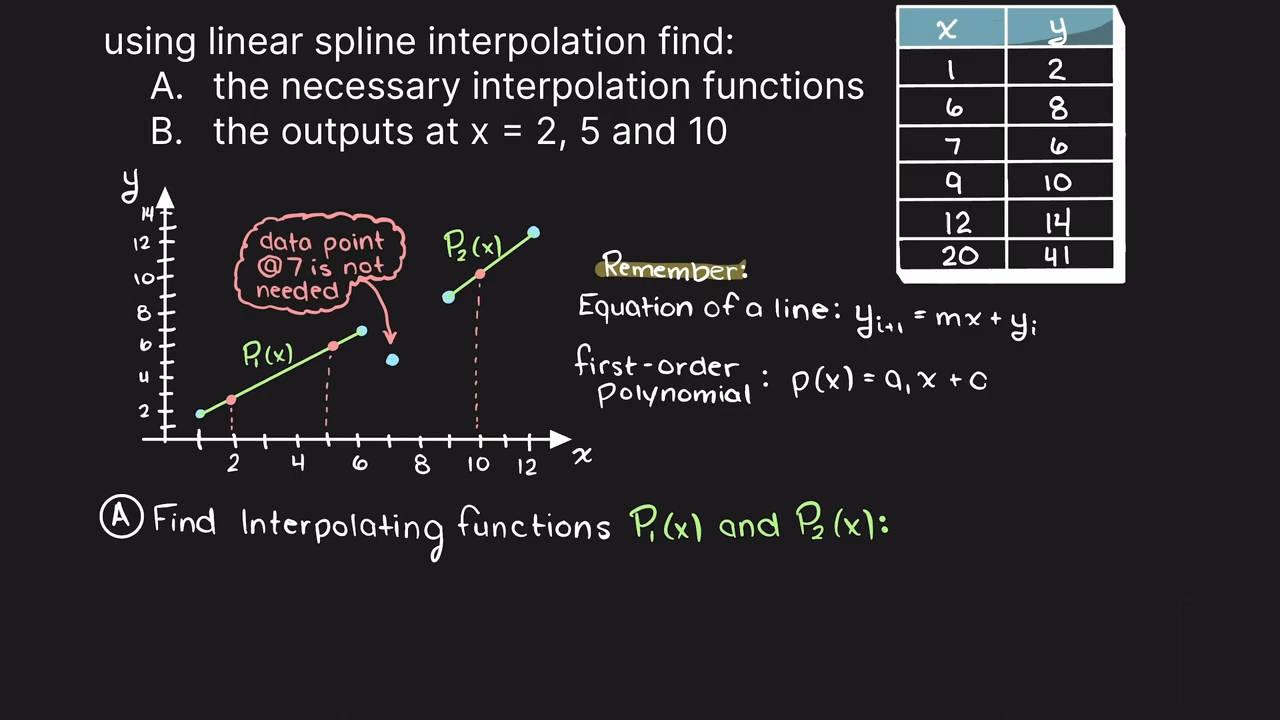 using linear spline interpolation find:
A. the necessary interpolation functions
B. the outputs at x = 2, 5 and 10
x y
1 2
6 8
7 6
9 10
12 14
20 41
y
14
12
10
8
6
4
2
2 4 6 8 10 12
x
data point
@ 7 is not
needed
P₁(x)
P₂(x)
Remember:
Equation of a line: yᵢ₊₁ = mx + yᵢ
first-order
polynomial : p(x) = a₁x + a
A Find Interpolating functions P₁(x) and P₂(x):